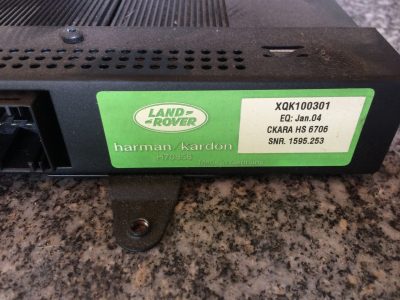 LAND-
-ROVER
harman/kardon
XQK100301
EQ: Jan.04
CKARA HS 6706
SNR. 1595.253